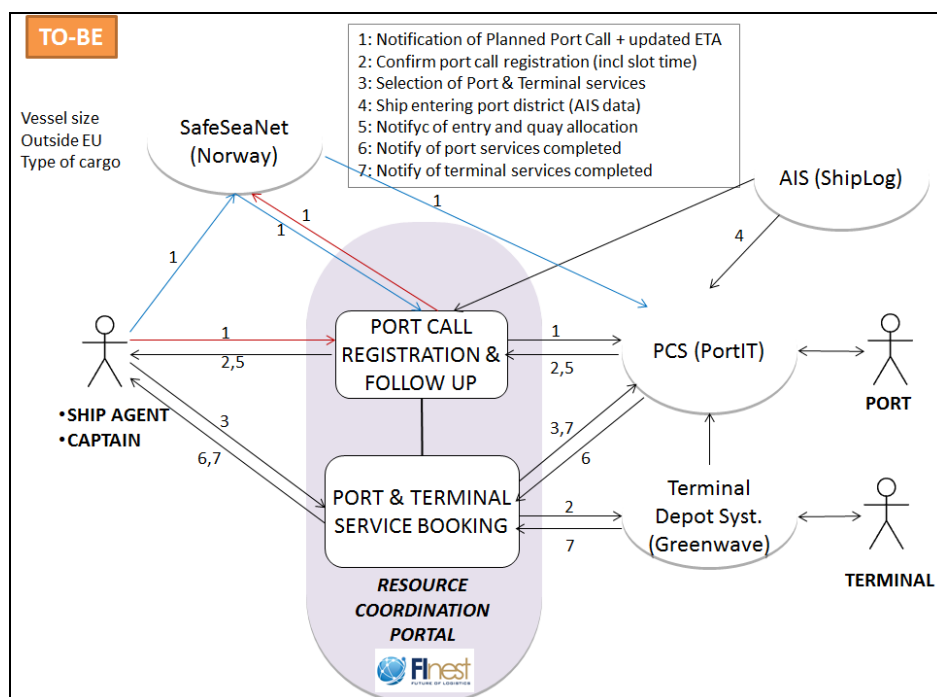 TO-BE
1: Notification of Planned Port Call + updated ETA
2: Confirm port call registration (incl slot time)
3: Selection of Port & Terminal services
4: Ship entering port district (AIS data)
5: Notifyc of entry and quay allocation
6: Notify of port services completed
7: Notify of terminal services completed
Vessel size
Outside EU
Type of cargo
SafeSeaNet
(Norway)
AIS (ShipLog)
1
1
1
1
4
1
2,5
PORT CALL
REGISTRATION &
FOLLOW UP
1
2,5
PCS (PortIT)
PORT
•SHIP AGENT
•CAPTAIN
3
6,7
3,7
6
PORT & TERMINAL
SERVICE BOOKING
2
7
Terminal
Depot Syst.
(Greenwave)
TERMINAL
RESOURCE
COORDINATION
PORTAL
FInest
FUTURE OF LOGISTICS